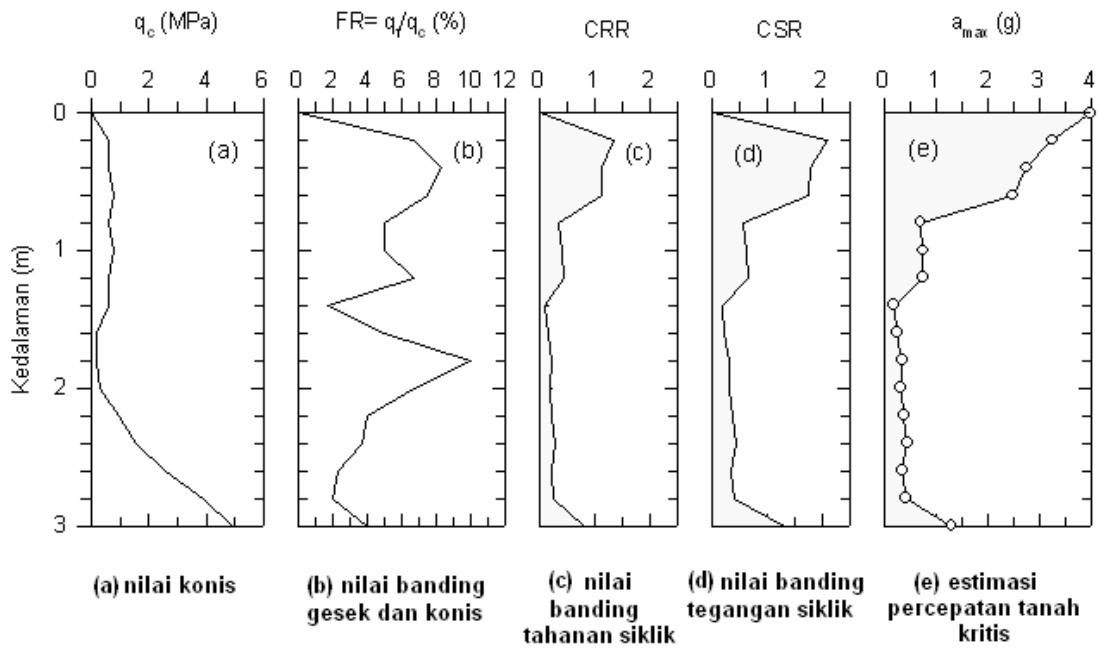 q_c (MPa)
FR= q_f/q_c (%)
CRR
CSR
a_max (g)
0 2 4 6
0 2 4 6 8 10 12
0 1 2
0 1 2
0 1 2 3 4
Kedalaman (m)
0
1
2
3
(a)
(b)
(c)
(d)
(e)
(a) nilai konis
(b) nilai banding
gesek dan konis
(c) nilai
banding
tahanan siklik
(d) nilai banding
tegangan siklik
(e) estimasi
percepatan tanah
kritis